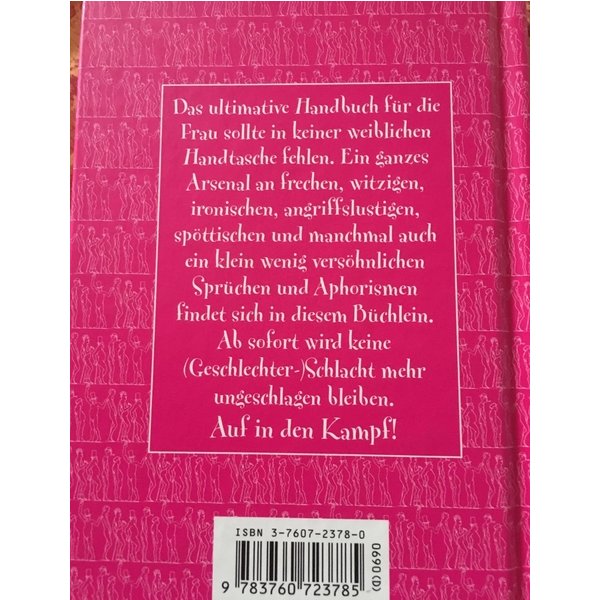 Das ultimative Handbuch für die
Frau sollte in keiner weiblichen
Handtasche fehlen. Ein ganzes
Arsenal an frechen, witzigen,
ironischen, angriffslustigen,
spöttischen und manchmal auch
ein klein wenig versöhnlichen
Sprüchen und Aphorismen
findet sich in diesem Büchlein.
Ab sofort wird keine
(Geschlechter-)Schlacht mehr
ungeschlagen bleiben.
Auf in den Kampf!
ISBN 3-7607-2378-0
9 783760 723785
(D) 0690